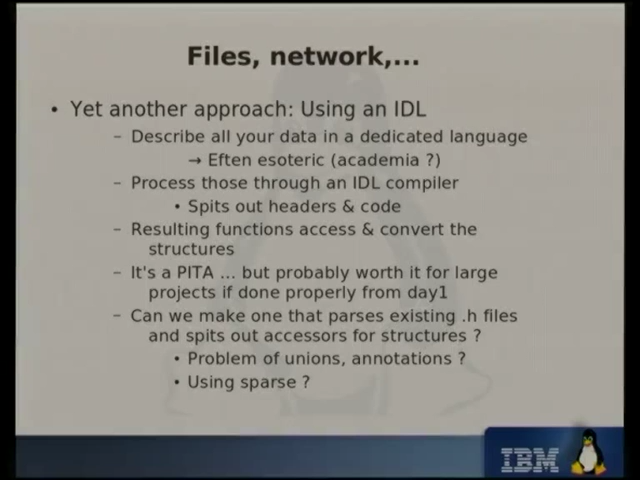 Files, network,...
• Yet another approach: Using an IDL
– Describe all your data in a dedicated language
→ Eften esoteric (academia ?)
– Process those through an IDL compiler
• Spits out headers & code
– Resulting functions access & convert the
structures
– It's a PITA ... but probably worth it for large
projects if done properly from day1
– Can we make one that parses existing .h files
and spits out accessors for structures ?
• Problem of unions, annotations ?
• Using sparse ?
IBM